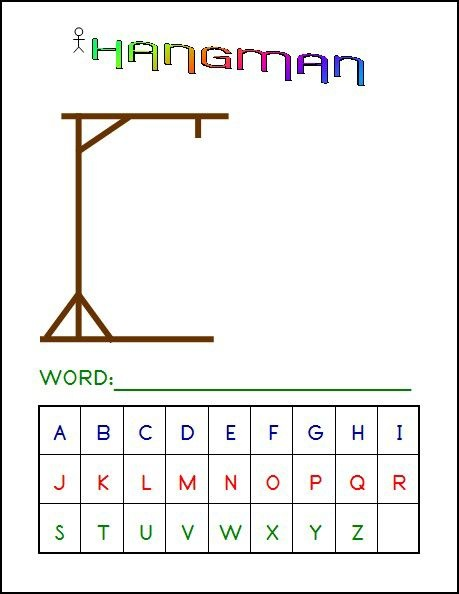 HANGMAN
WORD:
A B C D E F G H I
J K L M N O P Q R
S T U V W X Y Z